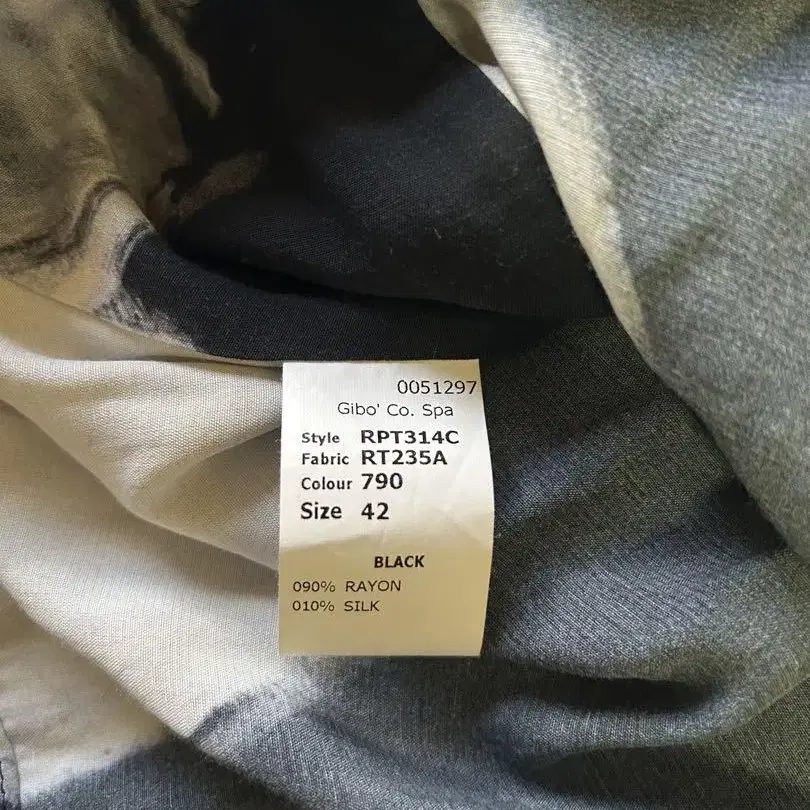 0051297
Gibo' Co. Spa
Style RPT314C
Fabric RT235A
Colour 790
Size 42
BLACK
090% RAYON
010% SILK